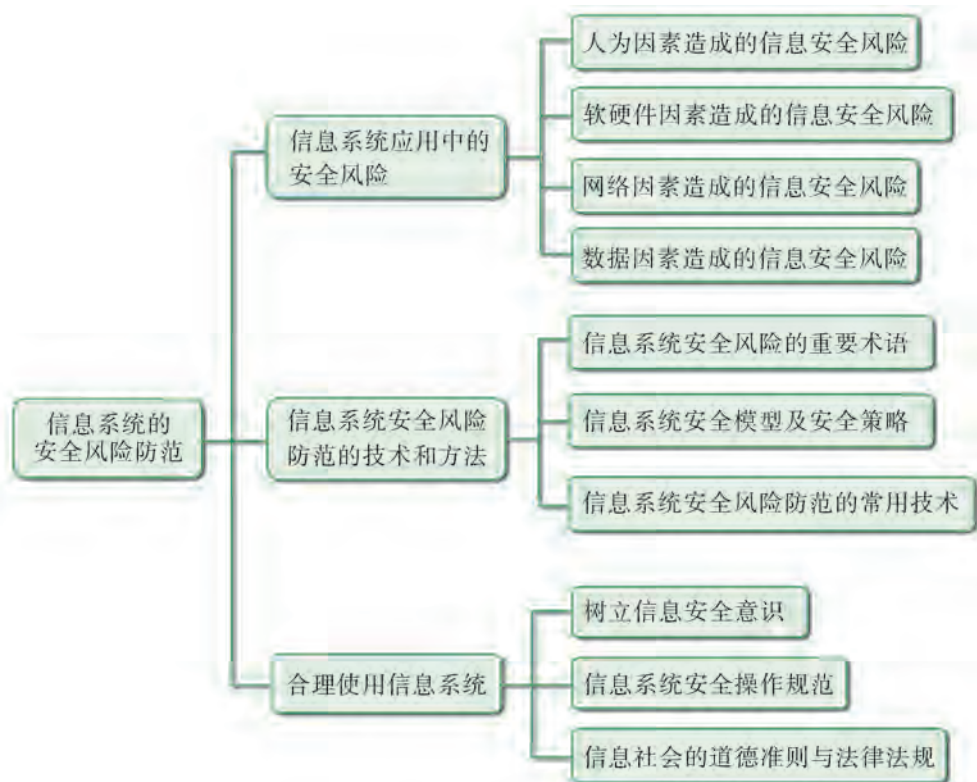 信息系统的
安全风险防范
信息系统应用中的
安全风险
人为因素造成的信息安全风险
软硬件因素造成的信息安全风险
网络因素造成的信息安全风险
数据因素造成的信息安全风险
信息系统安全风险
防范的技术和方法
信息系统安全风险的重要术语
信息系统安全模型及安全策略
信息系统安全风险防范的常用技术
合理使用信息系统
树立信息安全意识
信息系统安全操作规范
信息社会的道德准则与法律法规